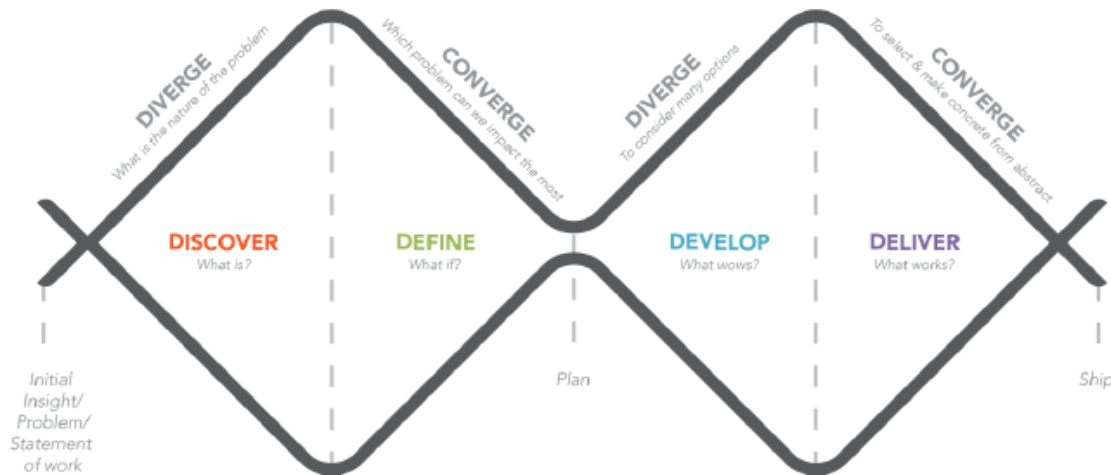 DIVERGE
What is the nature of the problem
CONVERGE
Which problem can we impact the most
DIVERGE
To consider many options
CONVERGE
To select & make concrete from abstract
DISCOVER
What is?
DEFINE
What if?
DEVELOP
What wows?
DELIVER
What works?
Initial
Insight/
Problem/
Statement
of work
Plan
Ship